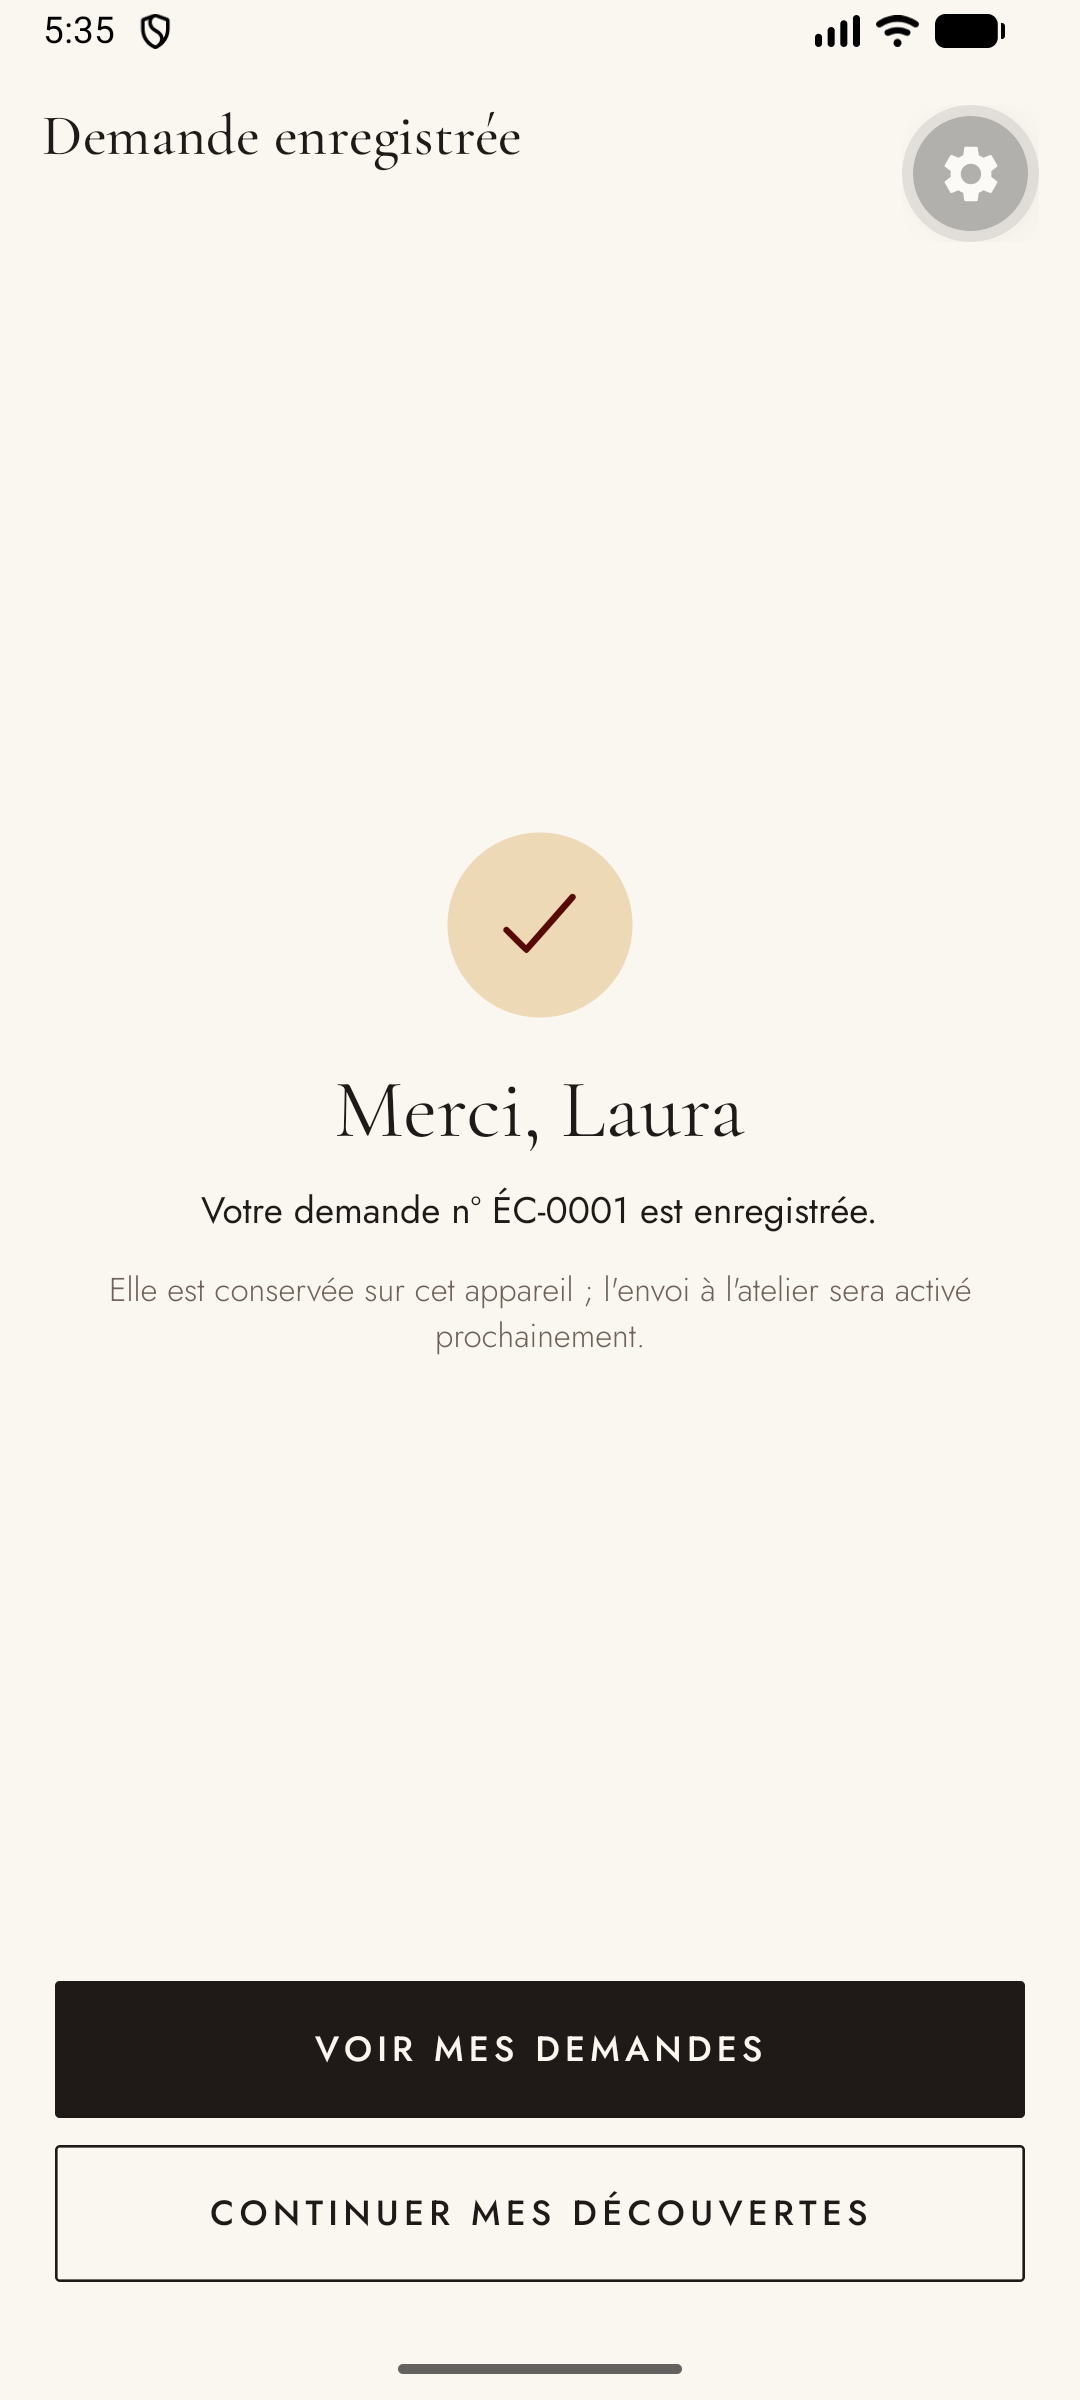 5:35
Demande enregistrée
Merci, Laura
Votre demande n° ÉC-0001 est enregistrée.
Elle est conservée sur cet appareil ; l'envoi à l'atelier sera activé
prochainement.
VOIR MES DEMANDES
CONTINUER MES DÉCOUVERTES